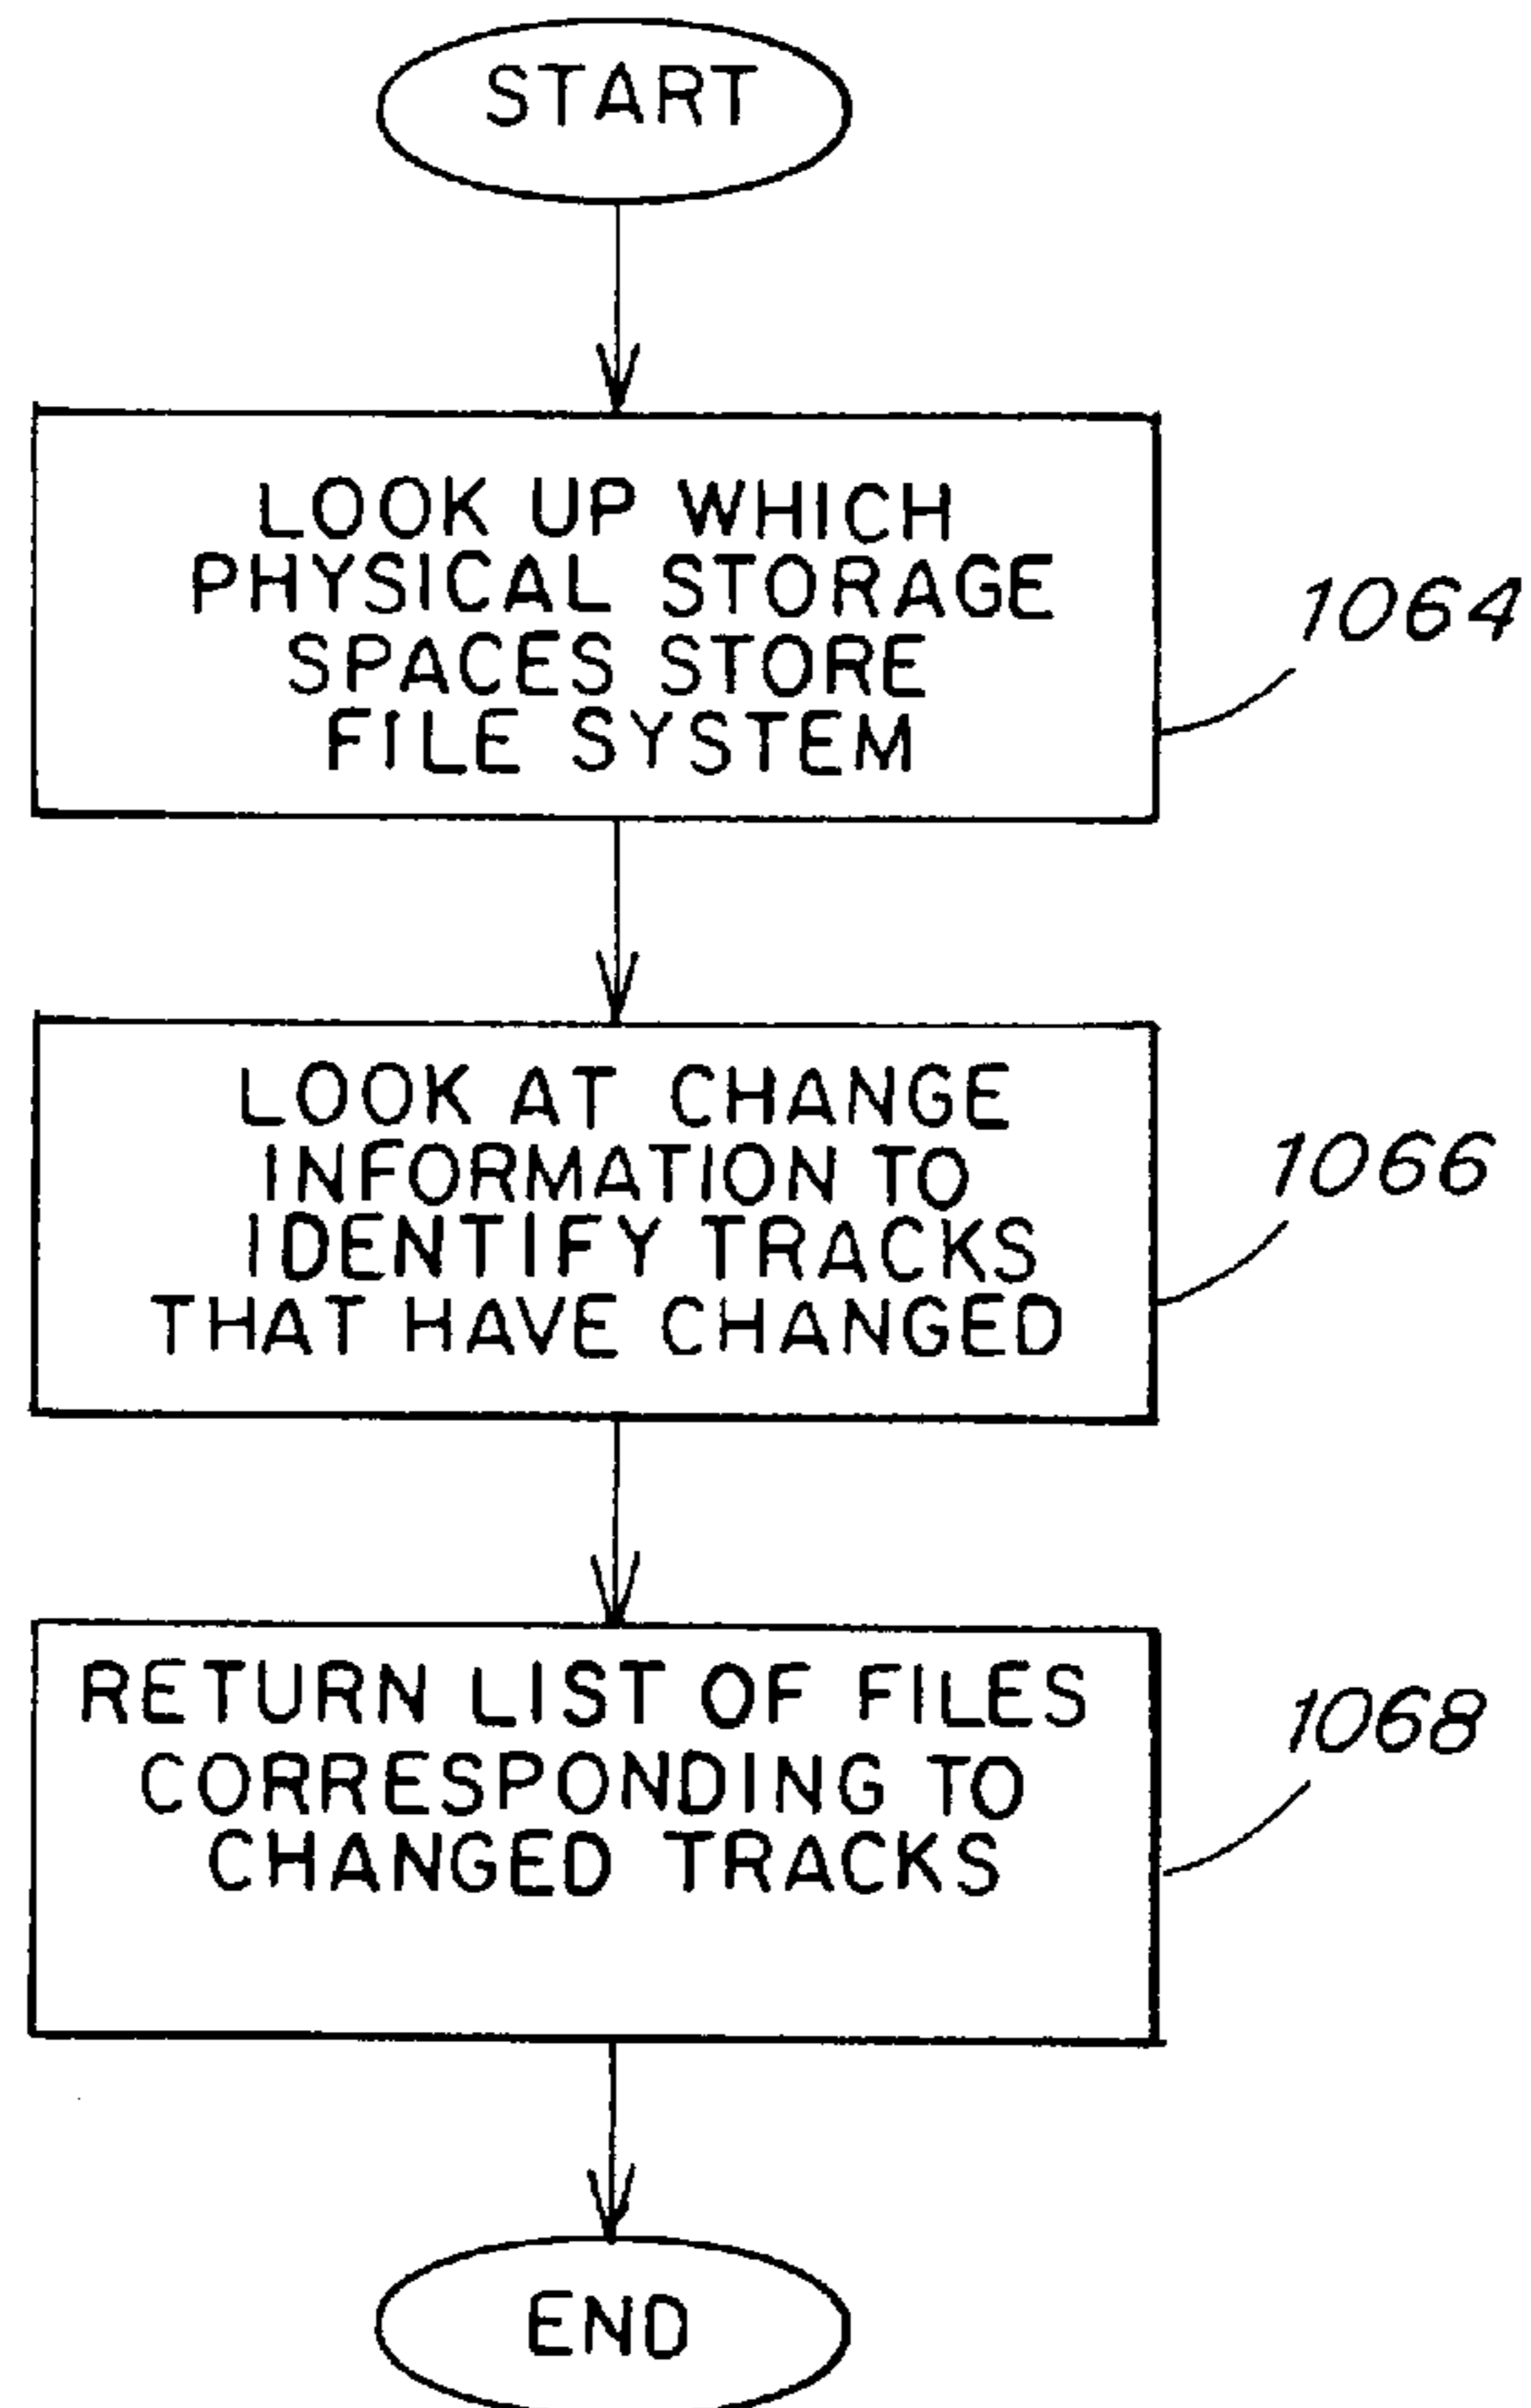 START
LOOK UP WHICH
PHYSICAL STORAGE
SPACES STORE
FILE SYSTEM
1064
LOOK AT CHANGE
INFORMATION TO
IDENTIFY TRACKS
THAT HAVE CHANGED
1066
RETURN LIST OF FILES
CORRESPONDING TO
CHANGED TRACKS
1068
END